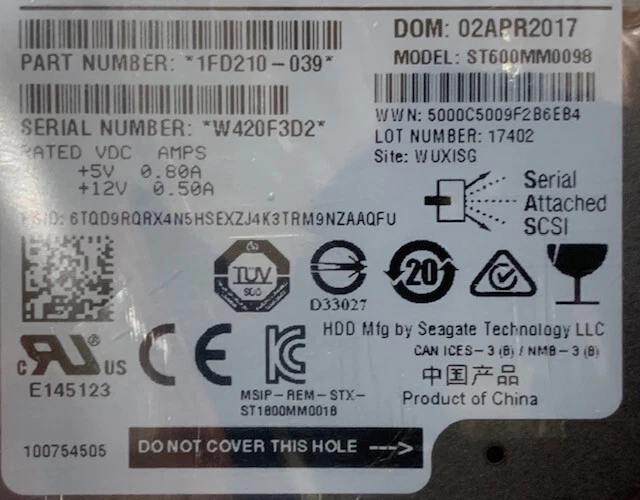 DOM: 02APR2017
PART NUMBER: *1FD210-039*
MODEL: ST600MM0098
SERIAL NUMBER: *W420F3D2*
WWN: 5000C5009F2B6EB4
LOT NUMBER: 17402
Site: WUXISG
RATED VDC AMPS
+5V 0.80A
+12V 0.50A
Serial
Attached
SCSI
PSID: 6TQD9RQRX4N5HSEXZJ4K3TRM9NZAAQFU
TÜV
D33027
20
HDD Mfg by Seagate Technology LLC
CAN ICES-3 (B) / NMB-3 (B)
c RU ® US
E145123
CE
MSIP-REM-STX-
ST1800MM0018
中国产品
Product of China
100754505
DO NOT COVER THIS HOLE --->